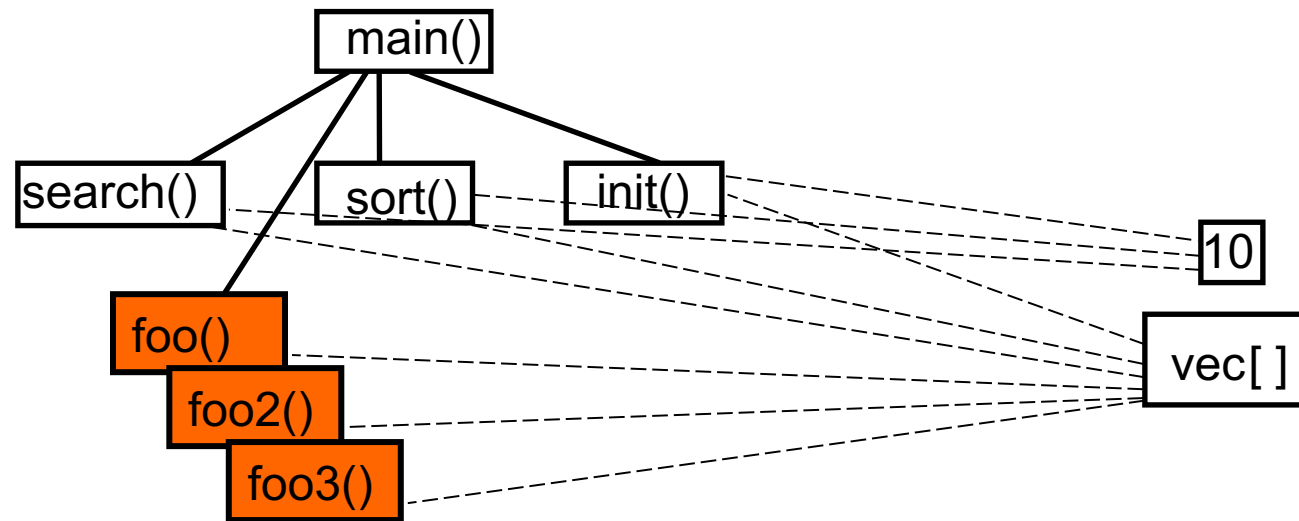 main()
search()
sort()
init()
10
foo()
vec[ ]
foo2()
foo3()